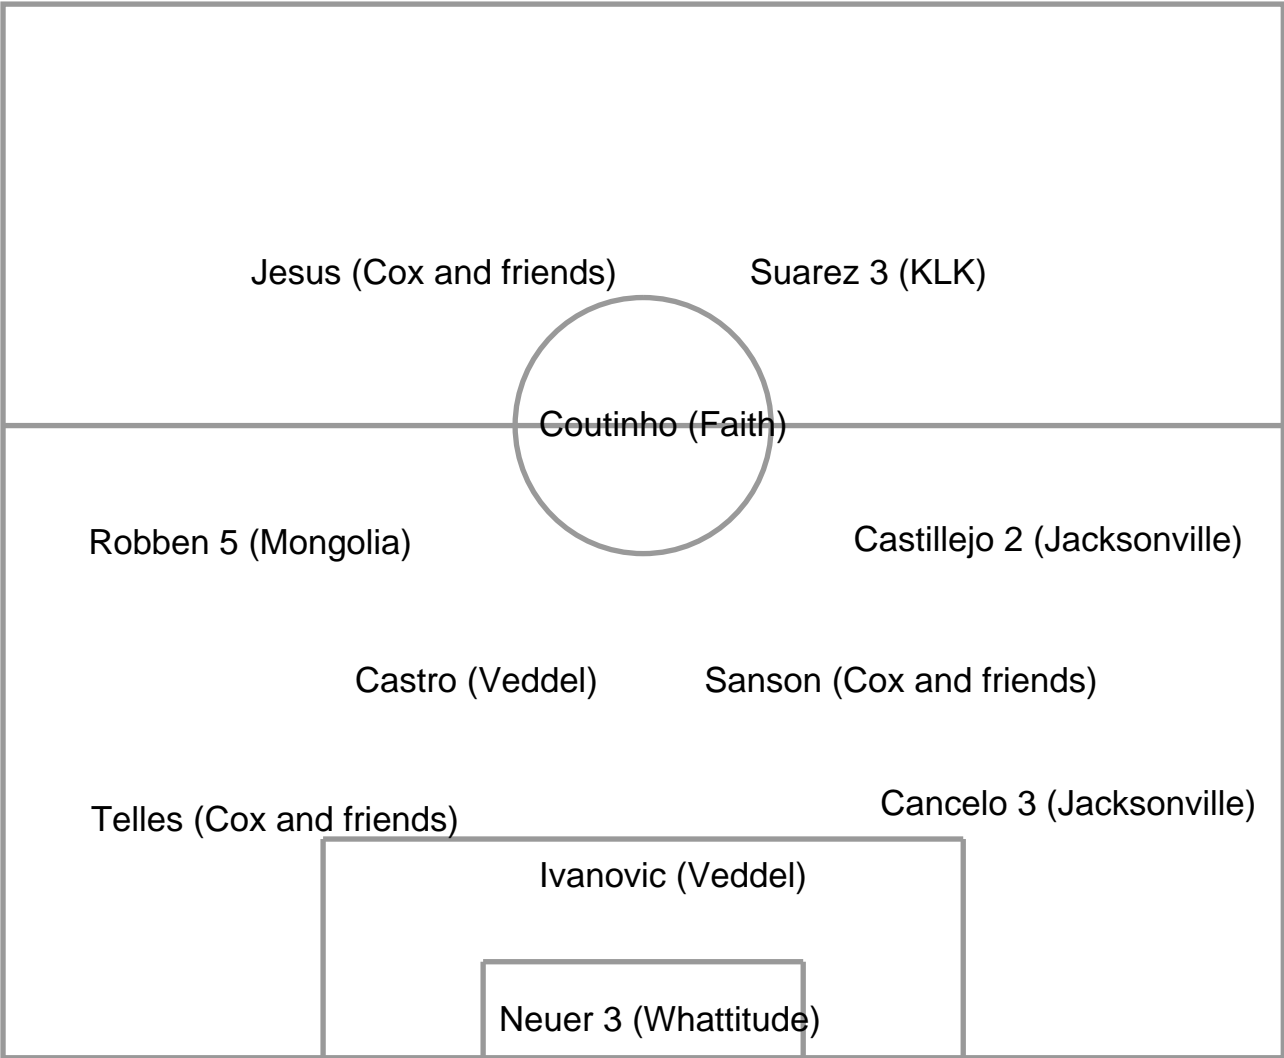 Jesus (Cox and friends)
Suarez 3 (KLK)
Coutinho (Faith)
Robben 5 (Mongolia)
Castillejo 2 (Jacksonville)
Castro (Veddel)
Sanson (Cox and friends)
Telles (Cox and friends)
Cancelo 3 (Jacksonville)
Ivanovic (Veddel)
Neuer 3 (Whattitude)